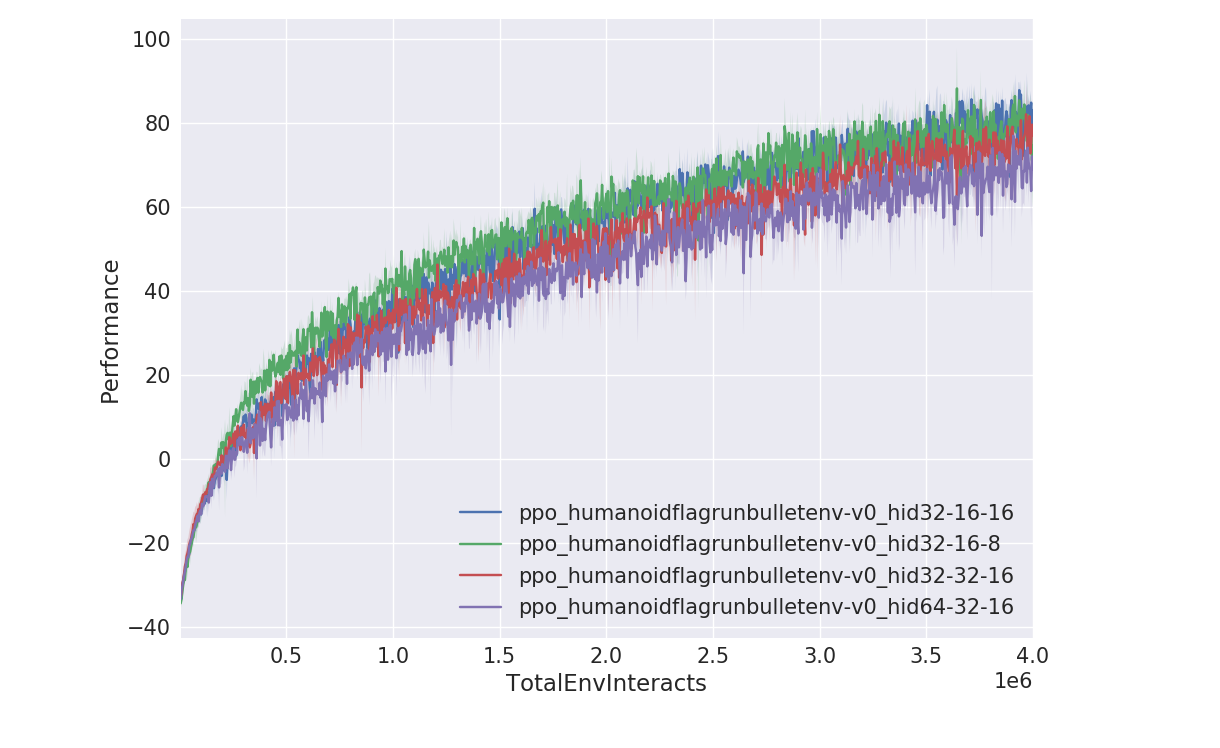 100
80
60
40
20
0
−20
−40
Performance
ppo_humanoidflagrunbulletenv-v0_hid32-16-16
ppo_humanoidflagrunbulletenv-v0_hid32-16-8
ppo_humanoidflagrunbulletenv-v0_hid32-32-16
ppo_humanoidflagrunbulletenv-v0_hid64-32-16
0.5 1.0 1.5 2.0 2.5 3.0 3.5 4.0
TotalEnvInteracts 1e6